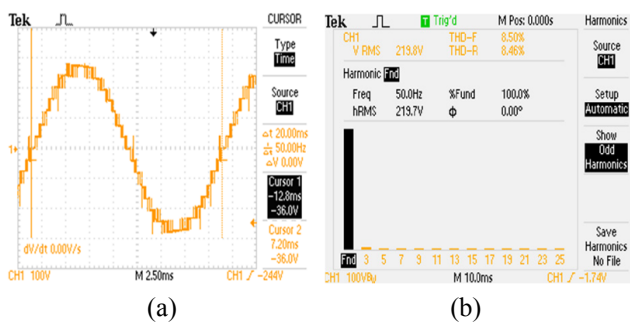 Tek
CURSOR
Type
Time
Source
CH1
Δt 20.00ms
1/Δt 50.00Hz
ΔV 0.00V
Cursor 1
-12.8ms
-36.0V
Cursor 2
7.20ms
-36.0V
1
dV/dt 0.00V/s
CH1 100V
M 2.50ms
CH1 ∫ -244V
(a)
Tek
T Trig'd
M Pos: 0.000s
Harmonics
CH1
THD-F 8.50%
V RMS 219.8V
THD-R 8.46%
Source
CH1
Harmonic Fnd
Freq 50.0Hz %Fund 100.0%
hRMS 219.7V Φ 0.00°
Setup
Automatic
Show
Odd
Harmonics
Save
Harmonics
No File
Fnd 3 5 7 9 11 13 15 17 19 21 23 25
CH1 100VBw
M 10.0ms
CH1 ∫ -1.74V
(b)